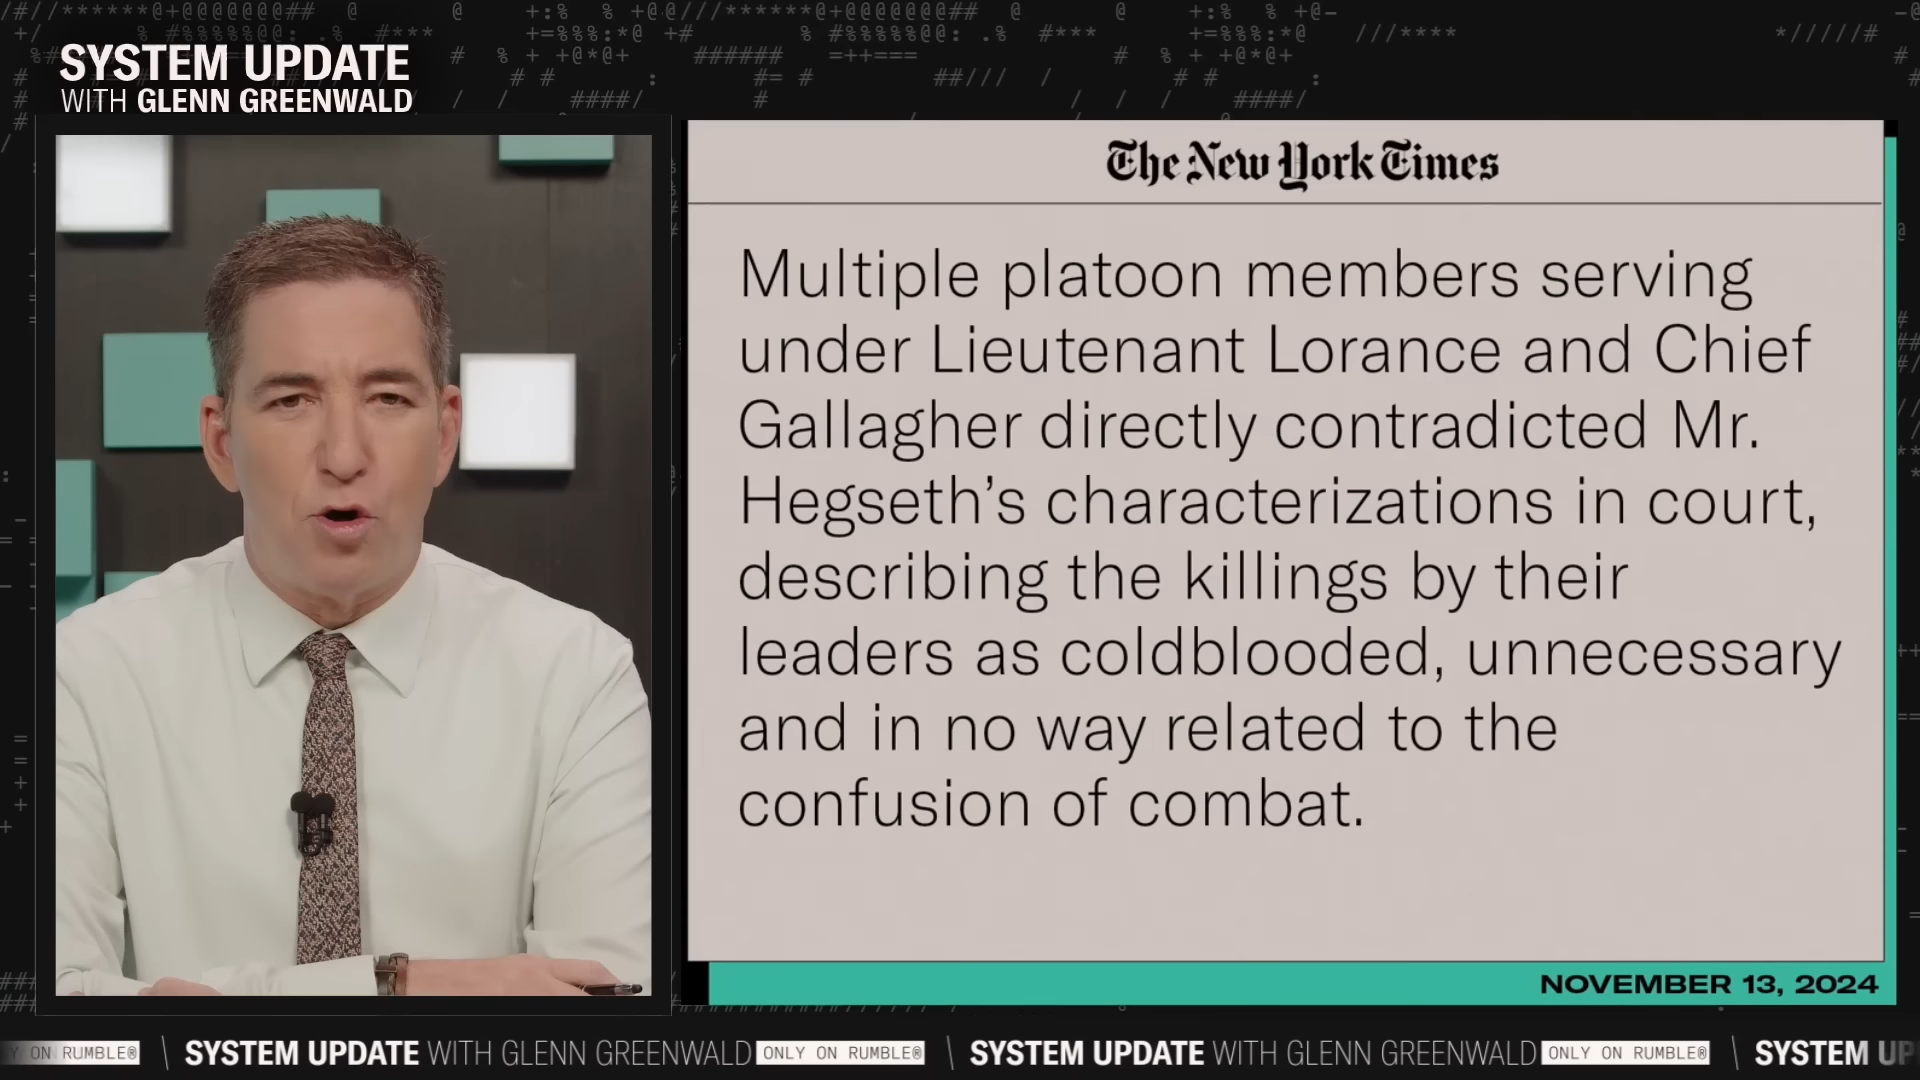 SYSTEM UPDATE
WITH GLENN GREENWALD
The New York Times
Multiple platoon members serving
under Lieutenant Lorance and Chief
Gallagher directly contradicted Mr.
Hegseth’s characterizations in court,
describing the killings by their
leaders as coldblooded, unnecessary
and in no way related to the
confusion of combat.
NOVEMBER 13, 2024
Y ON RUMBLE® \ SYSTEM UPDATE WITH GLENN GREENWALD ONLY ON RUMBLE® \ SYSTEM UPDATE WITH GLENN GREENWALD ONLY ON RUMBLE® \ SYSTEM UP